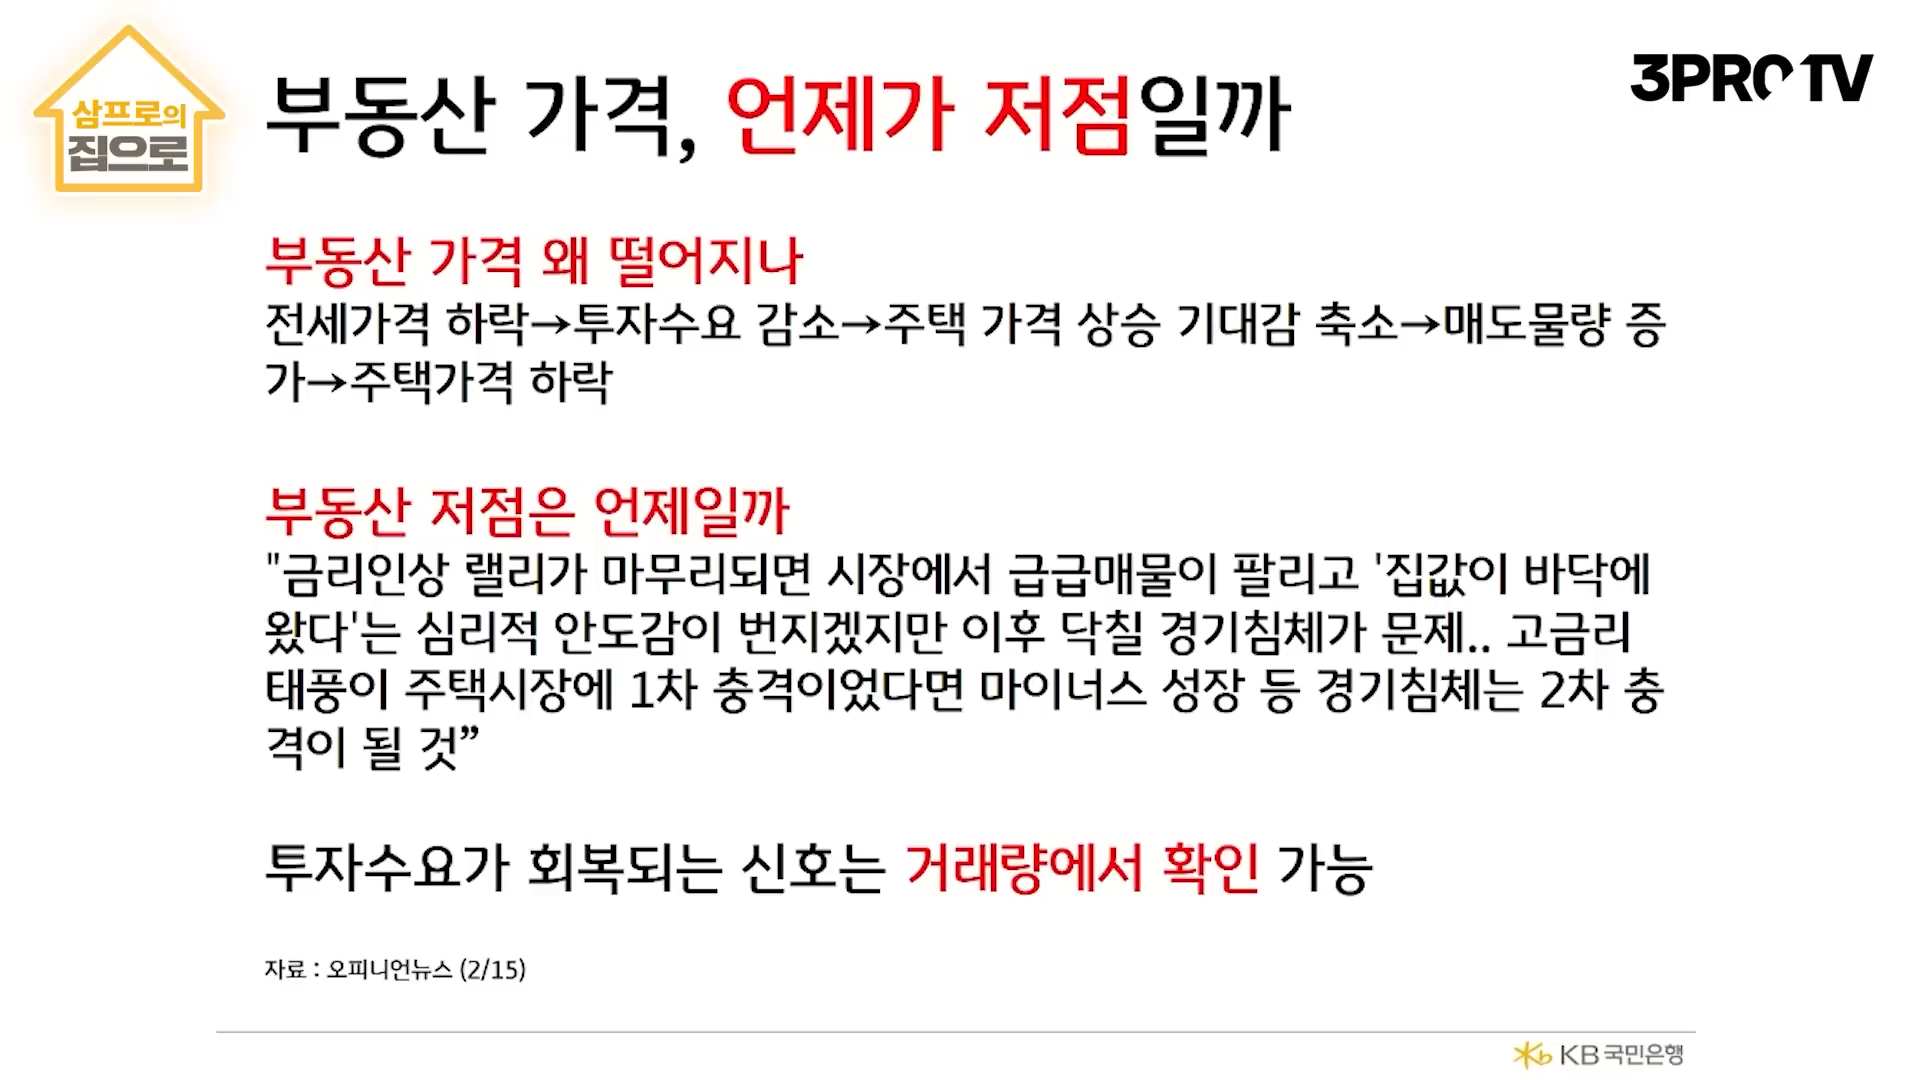 삼프로의
집으로
3PRO TV
부동산 가격, 언제가 저점일까
부동산 가격 왜 떨어지나
전세가격 하락→투자수요 감소→주택 가격 상승 기대감 축소→매도물량 증
가→주택가격 하락
부동산 저점은 언제일까
"금리인상 랠리가 마무리되면 시장에서 급급매물이 팔리고 '집값이 바닥에
왔다'는 심리적 안도감이 번지겠지만 이후 닥칠 경기침체가 문제.. 고금리
태풍이 주택시장에 1차 충격이었다면 마이너스 성장 등 경기침체는 2차 충
격이 될 것”
투자수요가 회복되는 신호는 거래량에서 확인 가능
자료 : 오피니언뉴스 (2/15)
KB 국민은행